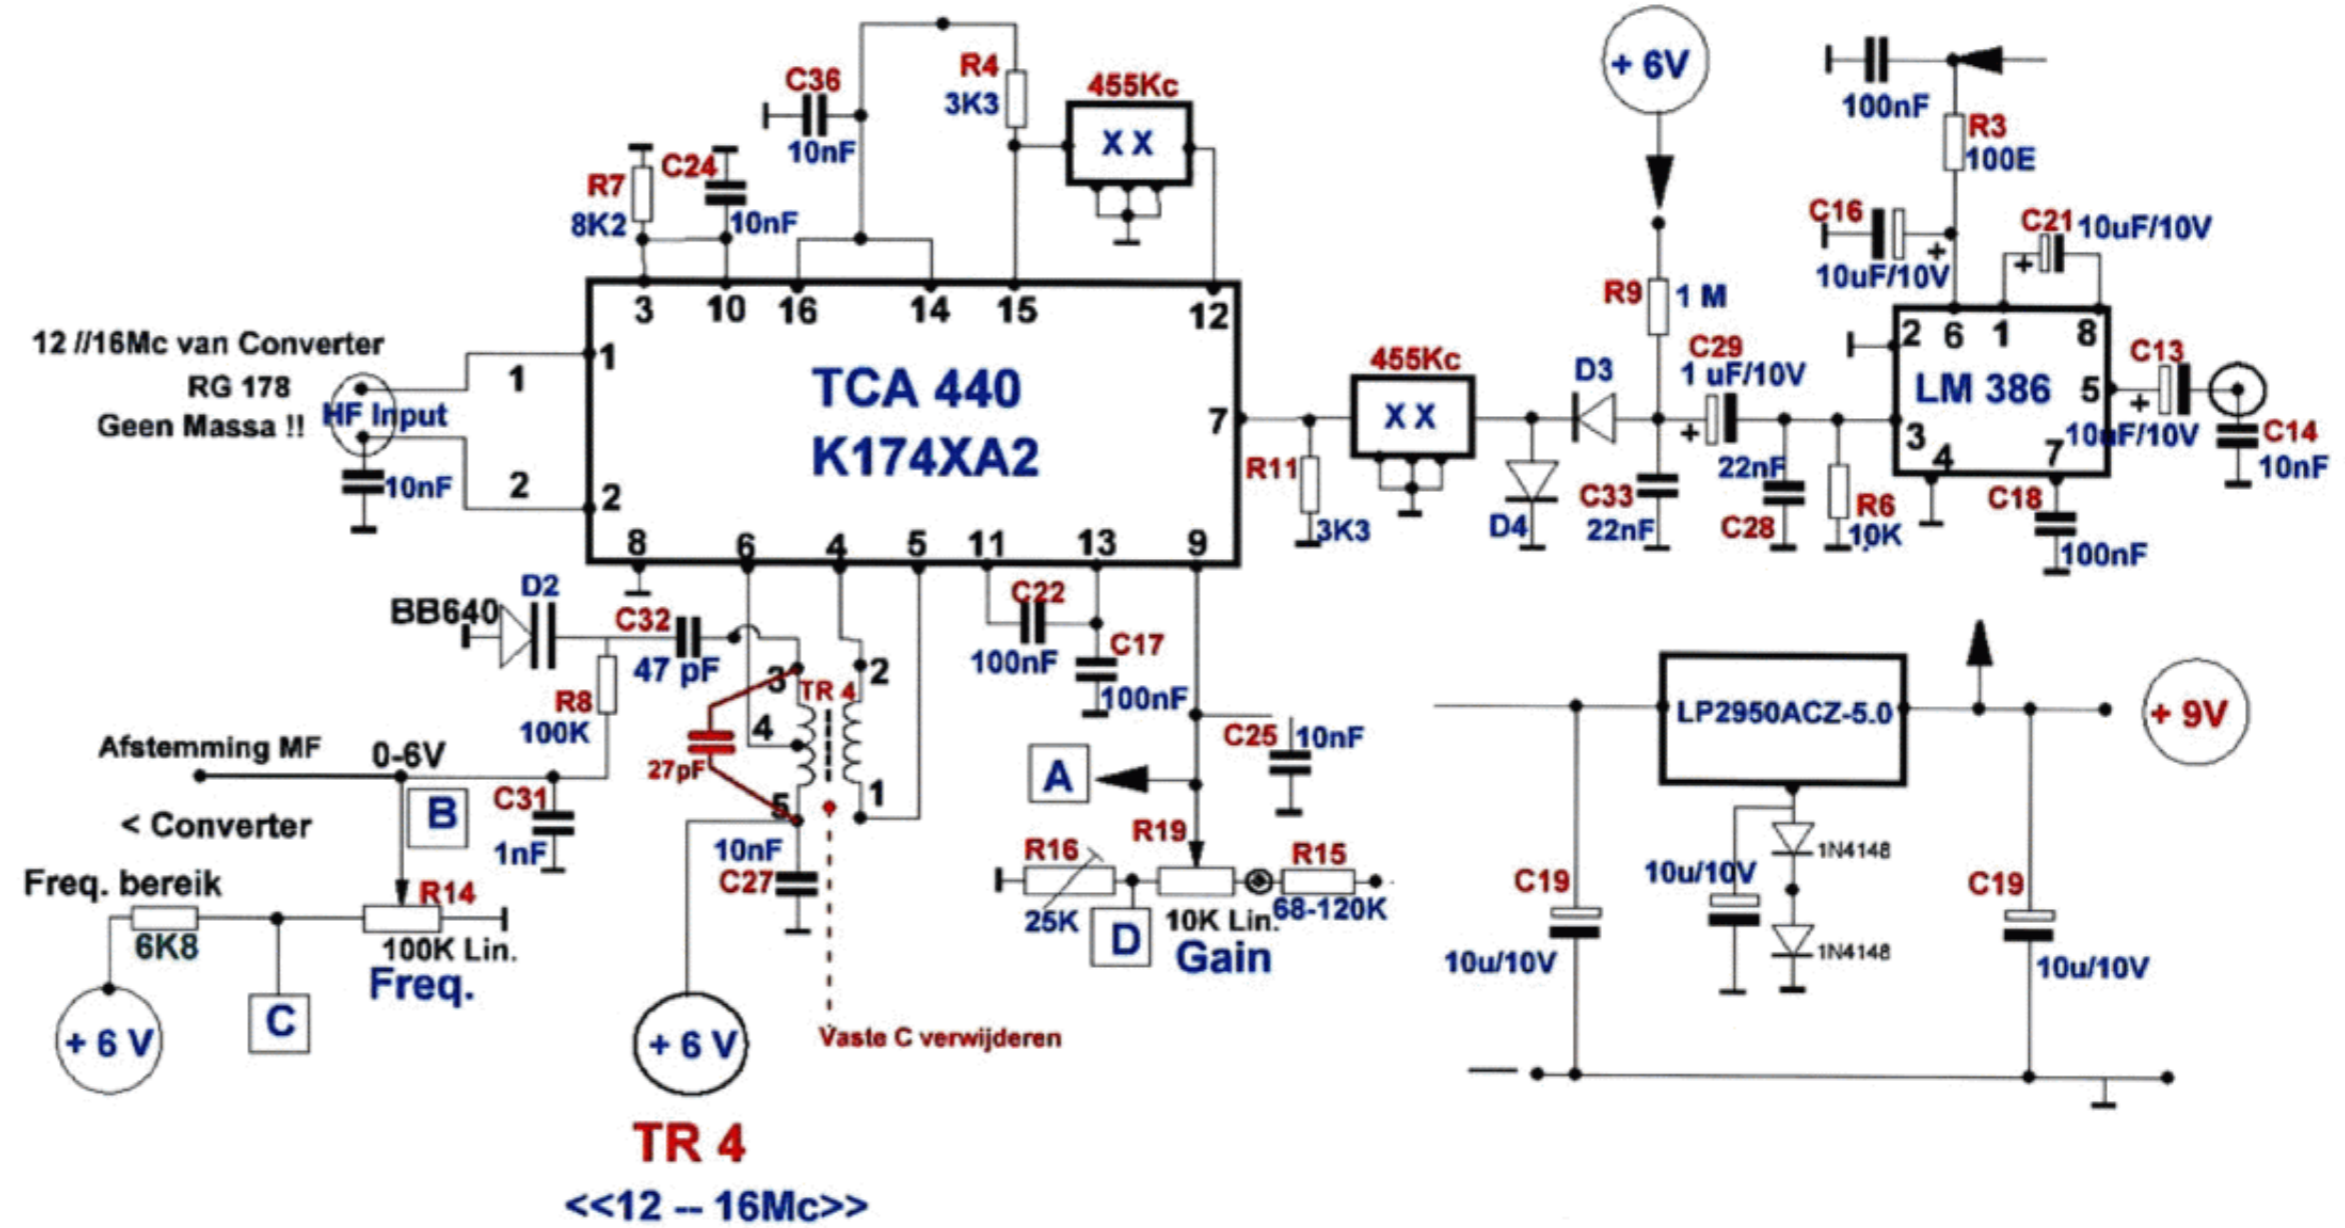 C36
10nF
R4
3K3
455Kc
X X
+ 6V
100nF
R3
100E
R7
8K2
C24
10nF
C16
10uF/10V
+
C21
10uF/10V
+
3
10
16
14
15
12
12 //16Mc van Converter
RG 178
Geen Massa !!
HF Input
10nF
1
2
1
2
TCA 440
K174XA2
7
8
6
4
5
11
13
9
455Kc
X X
R11
3K3
D3
D4
R9
1 M
C29
1 uF/10V
+
C33
22nF
22nF
C28
R6
10K
2
6
1
8
LM 386
5
3
4
7
C13
+
10uF/10V
C14
10nF
C18
100nF
BB640
D2
C32
47 pF
R8
100K
Afstemming MF
0-6V
< Converter
B
C31
1nF
Freq. bereik
6K8
R14
100K Lin.
Freq.
C
+ 6 V
3
TR 4
2
4
27pF
5
1
10nF
C27
+ 6 V
Vaste C verwijderen
TR 4
<<12 -- 16Mc>>
C22
100nF
C17
100nF
C25
10nF
A
R19
R16
25K
D
10K Lin.
Gain
R15
68-120K
LP2950ACZ-5.0
+ 9V
1N4148
1N4148
10u/10V
C19
10u/10V
C19
10u/10V